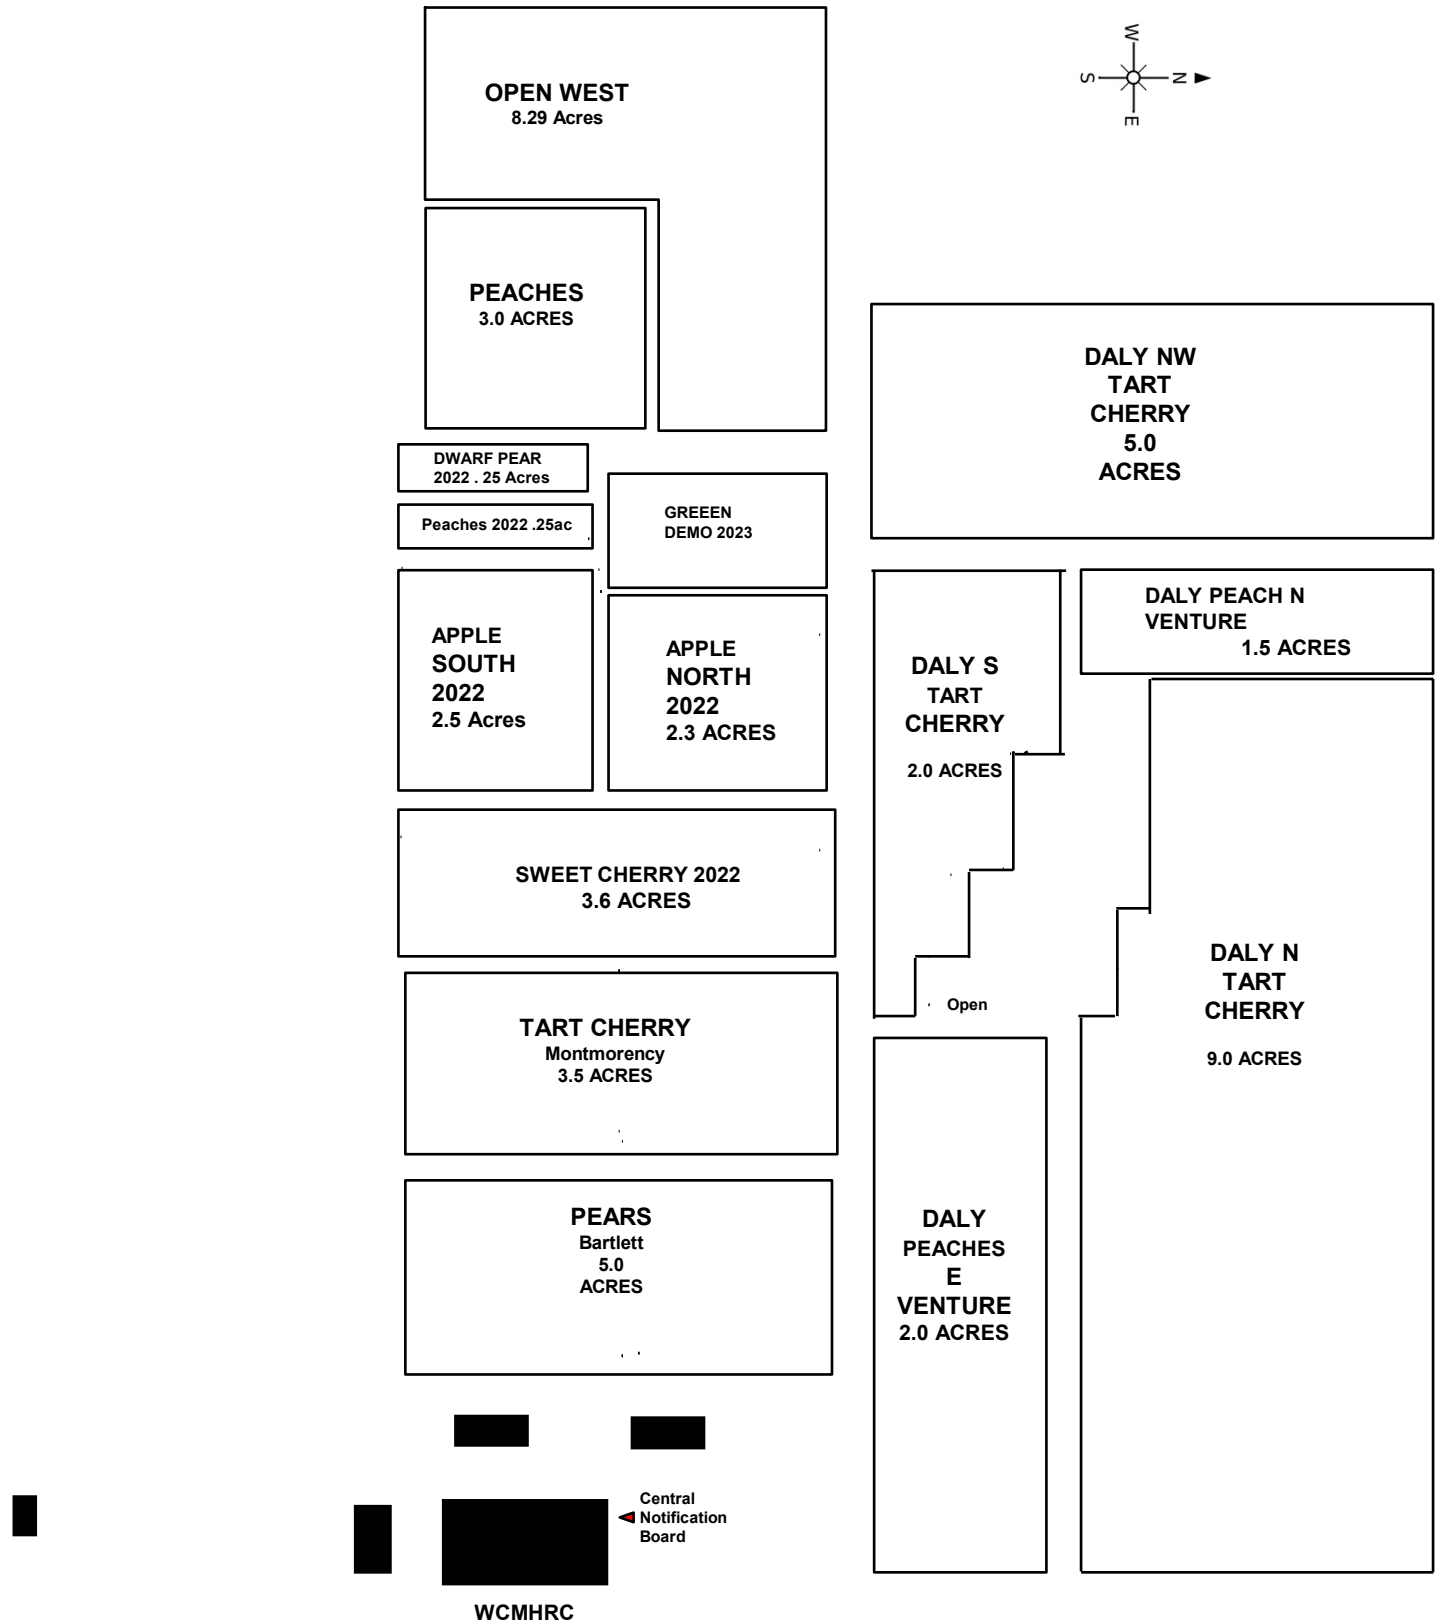 W
S
N
E
OPEN WEST
8.29 Acres
PEACHES
3.0 ACRES
DALY NW
TART
CHERRY
5.0
ACRES
DWARF PEAR
2022 . 25 Acres
Peaches 2022 .25ac
GREEEN
DEMO 2023
APPLE
SOUTH
2022
2.5 Acres
APPLE
NORTH
2022
2.3 ACRES
DALY S
TART
CHERRY
2.0 ACRES
DALY PEACH N
VENTURE
1.5 ACRES
SWEET CHERRY 2022
3.6 ACRES
TART CHERRY
Montmorency
3.5 ACRES
Open
DALY N
TART
CHERRY
9.0 ACRES
PEARS
Bartlett
5.0
ACRES
DALY
PEACHES
E
VENTURE
2.0 ACRES
Central
Notification
Board
WCMHRC